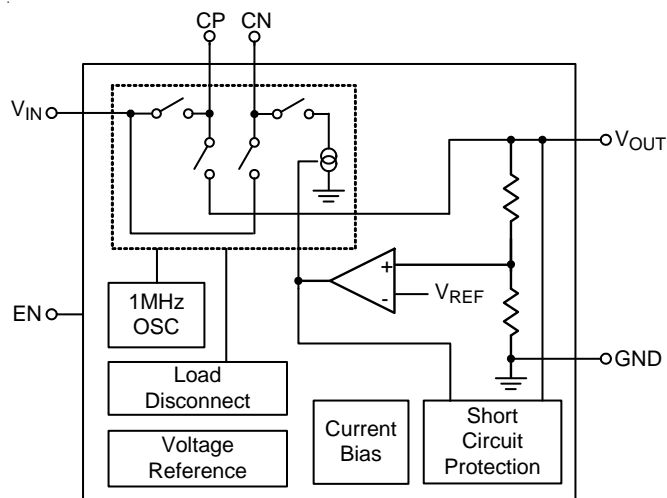 CP CN
VIN
VOUT
+
-
VREF
1MHz
OSC
EN
GND
Load
Disconnect
Voltage
Reference
Current
Bias
Short
Circuit
Protection